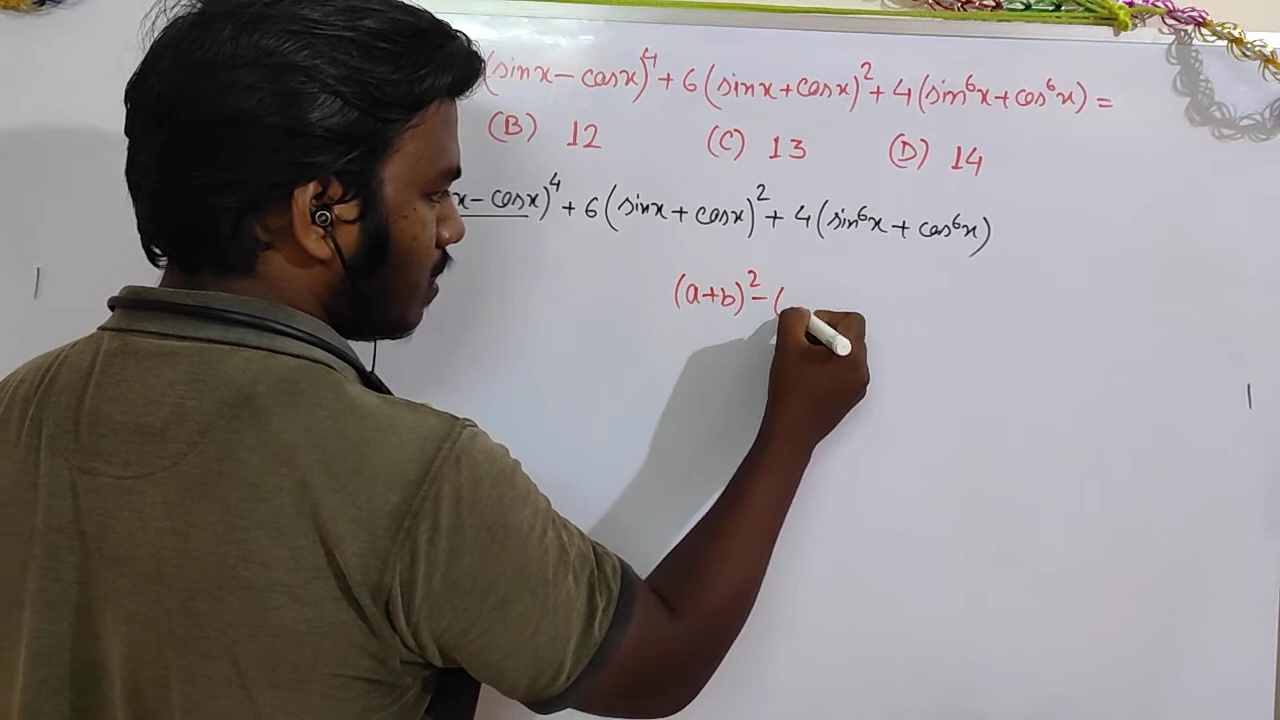 (sinx-cosx)⁴+6(sinx+cosx)²+4(sin⁶x+cos⁶x)=
(B) 12 (C) 13 (D) 14
x-cosx)⁴+6(sinx+cosx)²+4(sin⁶x+cos⁶x)
(a+b)²-(